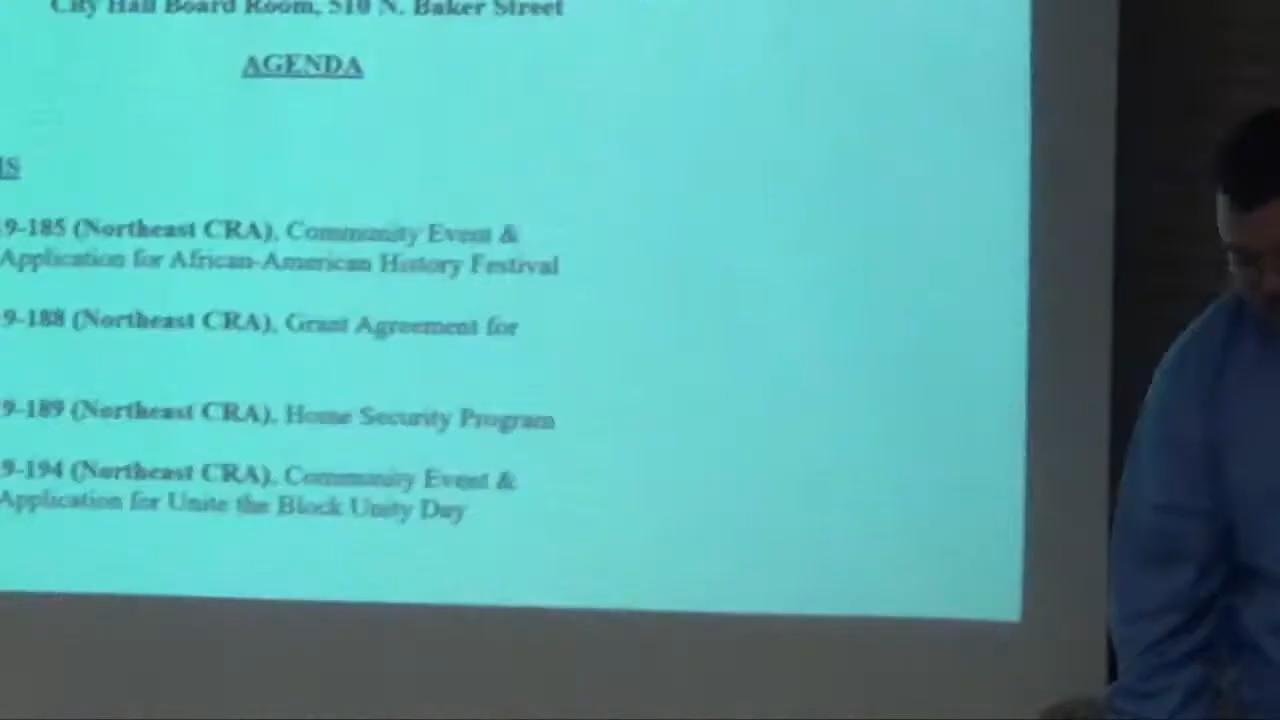 City Hall Board Room, 510 N. Baker Street
AGENDA
MS
9-185 (Northeast CRA), Community Event &
Application for African-American History Festival
9-188 (Northeast CRA), Grant Agreement for
9-189 (Northeast CRA), Home Security Program
9-194 (Northeast CRA), Community Event &
Application for Unite the Block Unity Day